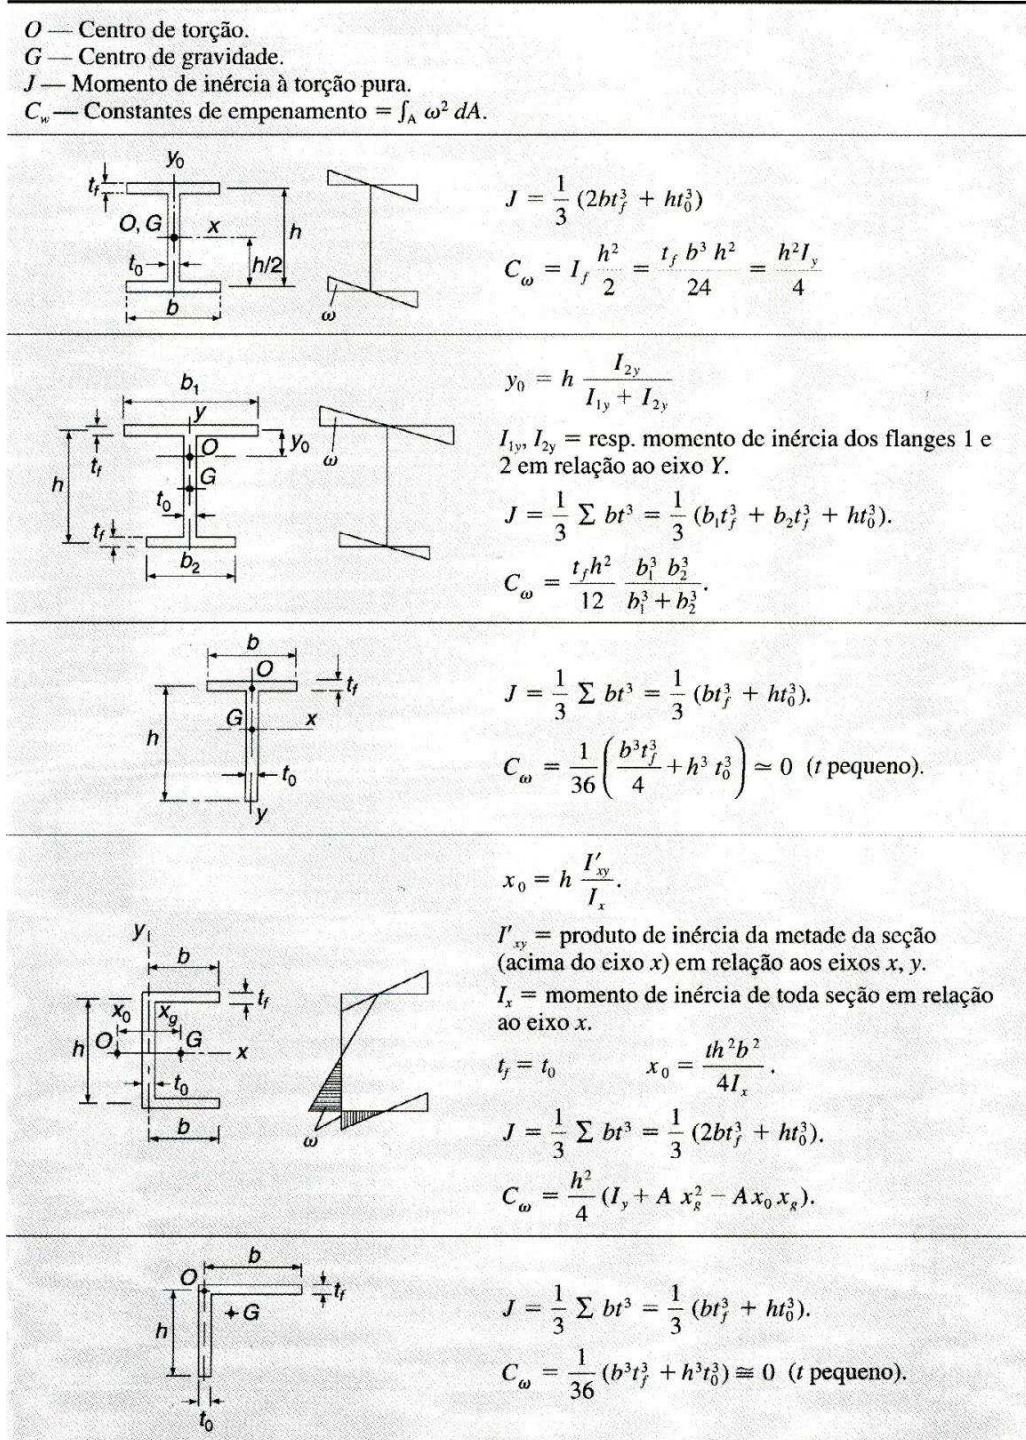 O — Centro de torção.
G — Centro de gravidade.
J — Momento de inércia à torção pura.
C_w — Constantes de empenamento = ∫_A ω² dA.
y₀
t_f
O, G
x
h
t₀
h/2
b
ω
J = 1/3 (2bt_f³ + ht₀³)
C_ω = I_f h²/2 = t_f b³ h²/24 = h²I_y/4
b₁
y
t_f
O
y₀
h
G
t₀
t_f
b₂
ω
y₀ = h I_2y/(I_1y + I_2y)
I_1y, I_2y = resp. momento de inércia dos flanges 1 e
2 em relação ao eixo Y.
J = 1/3 Σ bt³ = 1/3 (b₁t_f³ + b₂t_f³ + ht₀³).
C_ω = t_f h²/12 b₁³ b₂³/(b₁³ + b₂³).
b
O
t_f
G
x
h
t₀
y
J = 1/3 Σ bt³ = 1/3 (bt_f³ + ht₀³).
C_ω = 1/36 (b³t_f³/4 + h³ t₀³) ≃ 0 (t pequeno).
y
b
t_f
x₀
x_g
h
O
G
x
t₀
b
ω
x₀ = h I'_xy/I_x.
I'_xy = produto de inércia da metade da seção
(acima do eixo x) em relação aos eixos x, y.
I_x = momento de inércia de toda seção em relação
ao eixo x.
t_f = t₀ x₀ = th²b²/4I_x.
J = 1/3 Σ bt³ = 1/3 (2bt_f³ + ht₀³).
C_ω = h²/4 (I_y + A x_g² − Ax₀x_g).
b
O
t_f
G
h
t₀
J = 1/3 Σ bt³ = 1/3 (bt_f³ + ht₀³).
C_ω = 1/36 (b³t_f³ + h³t₀³) ≅ 0 (t pequeno).